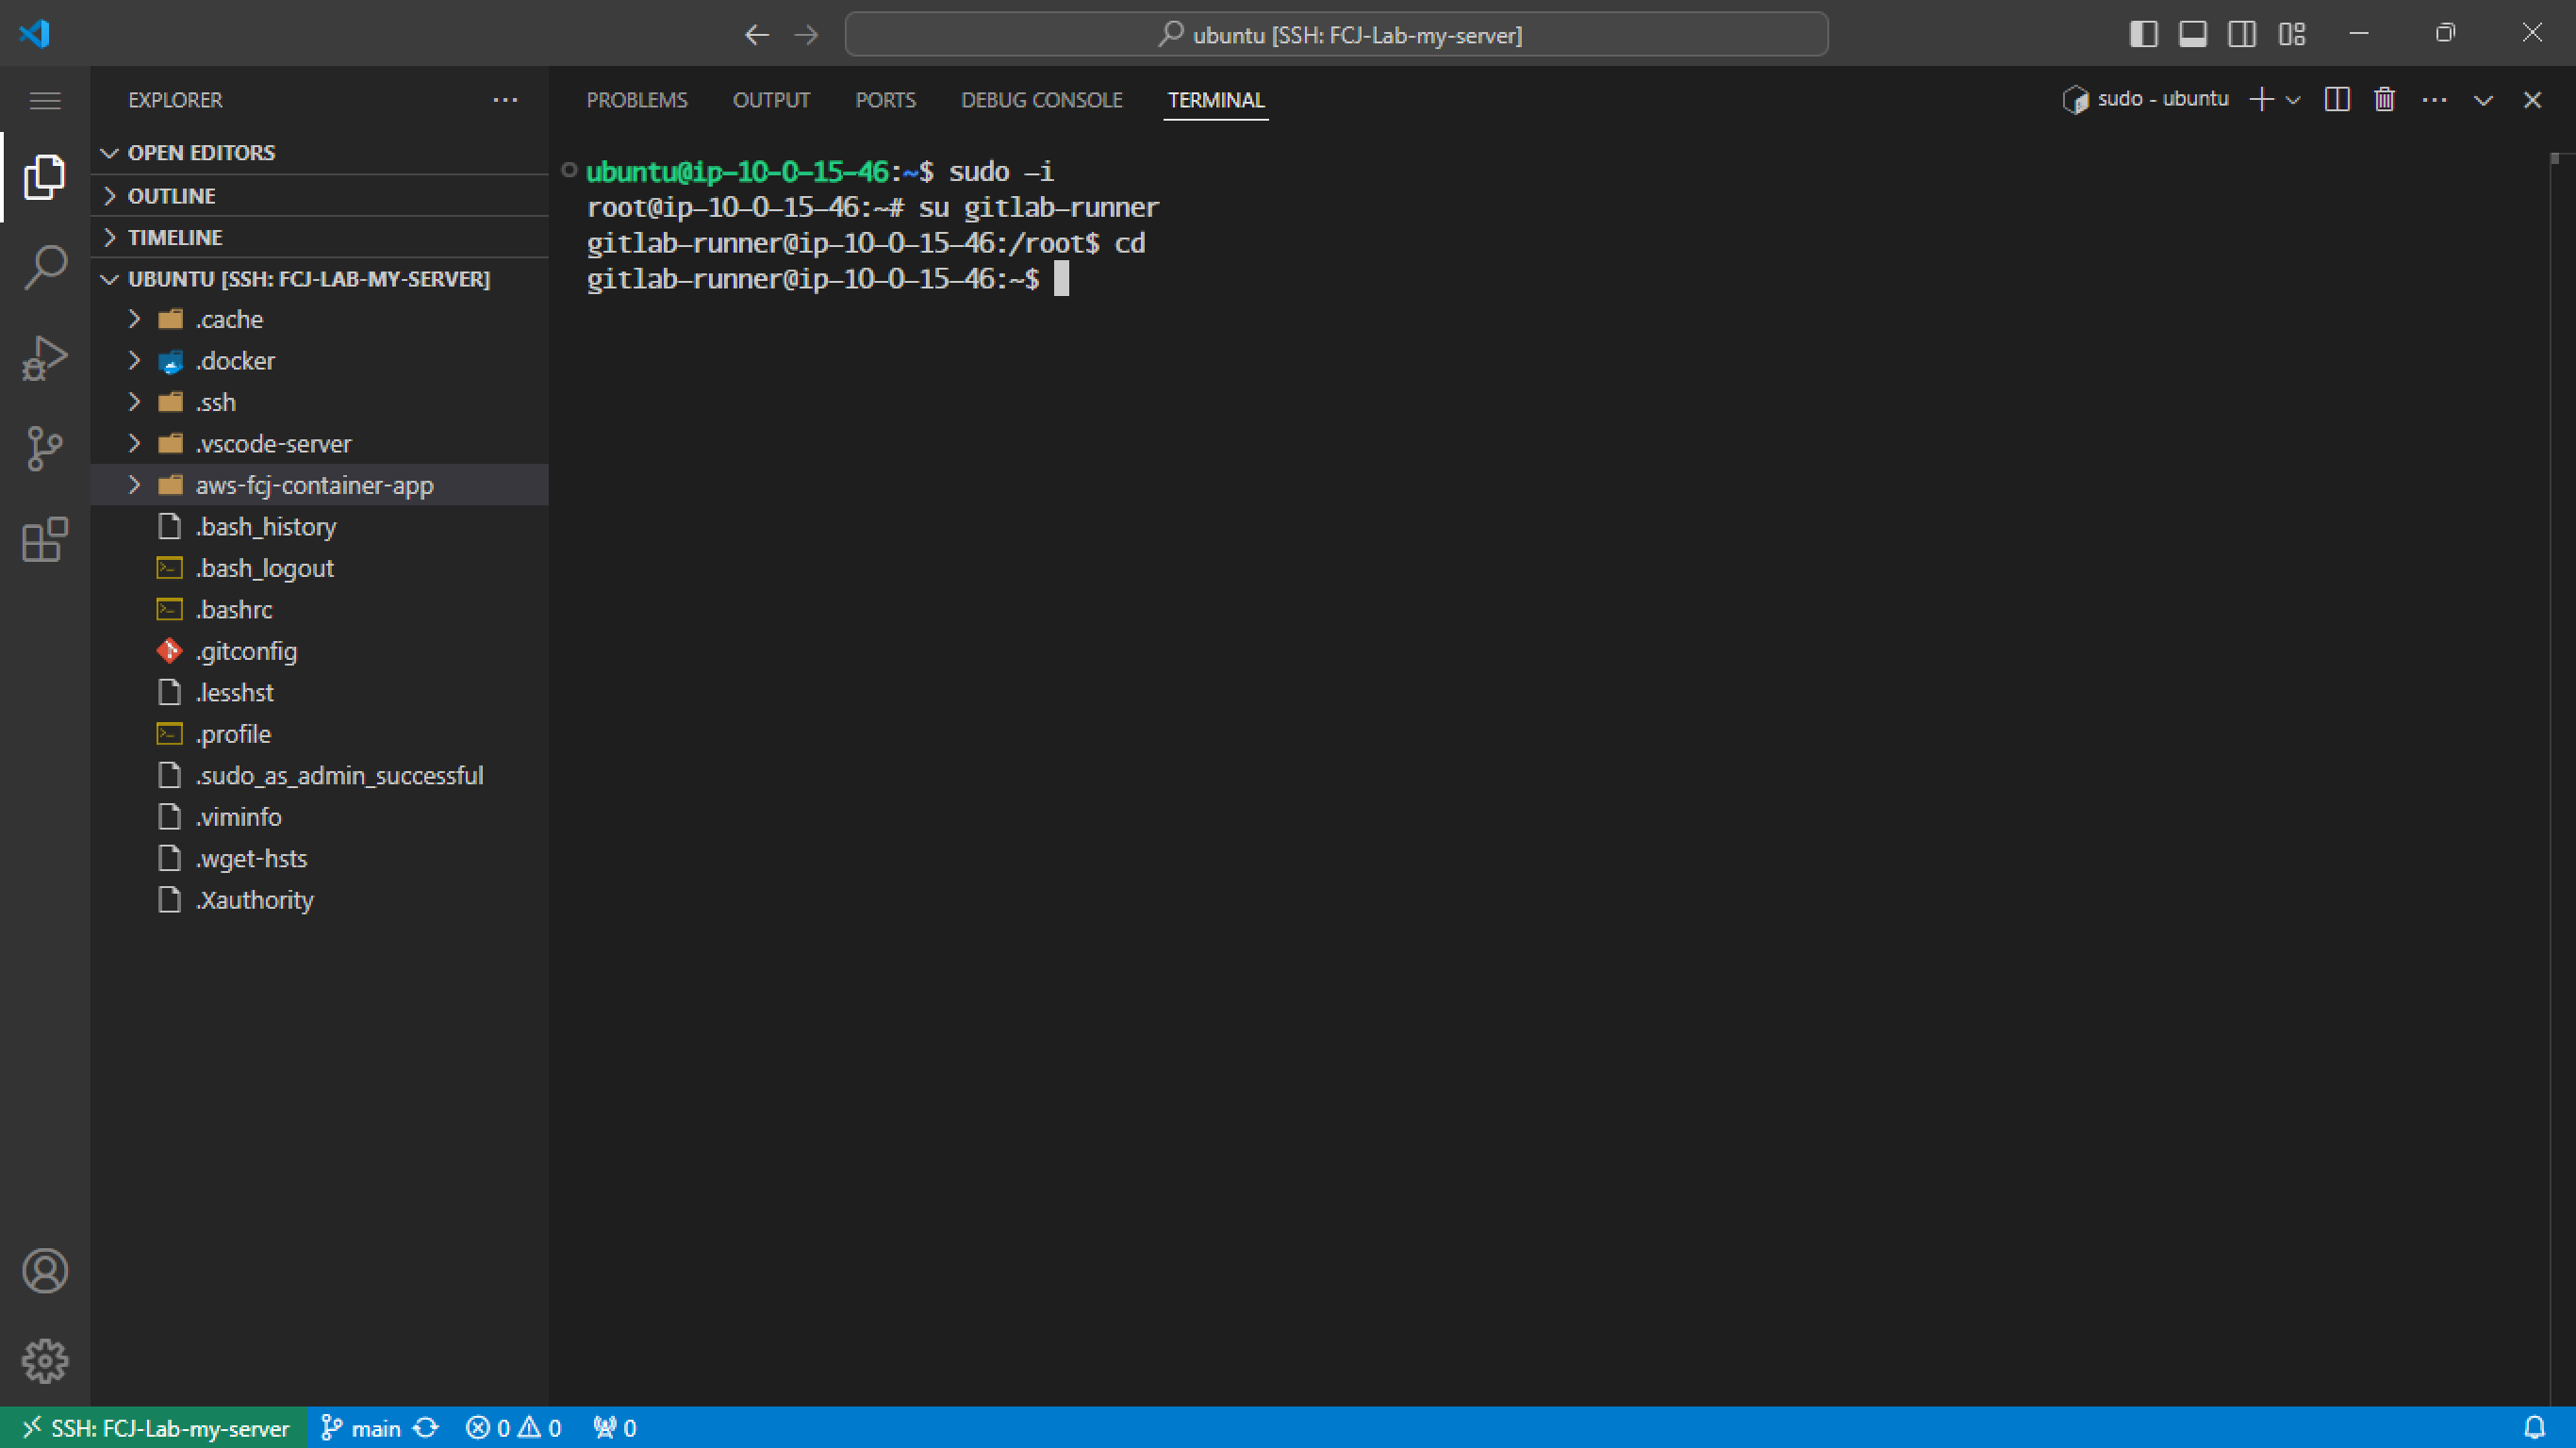 ubuntu [SSH: FCJ-Lab-my-server]
EXPLORER
PROBLEMS OUTPUT PORTS DEBUG CONSOLE TERMINAL
sudo - ubuntu
OPEN EDITORS
OUTLINE
TIMELINE
UBUNTU [SSH: FCJ-LAB-MY-SERVER]
.cache
.docker
.ssh
.vscode-server
aws-fcj-container-app
.bash_history
.bash_logout
.bashrc
.gitconfig
.lesshst
.profile
.sudo_as_admin_successful
.viminfo
.wget-hsts
.Xauthority
ubuntu@ip-10-0-15-46:~$ sudo -i
root@ip-10-0-15-46:~# su gitlab-runner
gitlab-runner@ip-10-0-15-46:/root$ cd
gitlab-runner@ip-10-0-15-46:~$
SSH: FCJ-Lab-my-server main 0 0 0